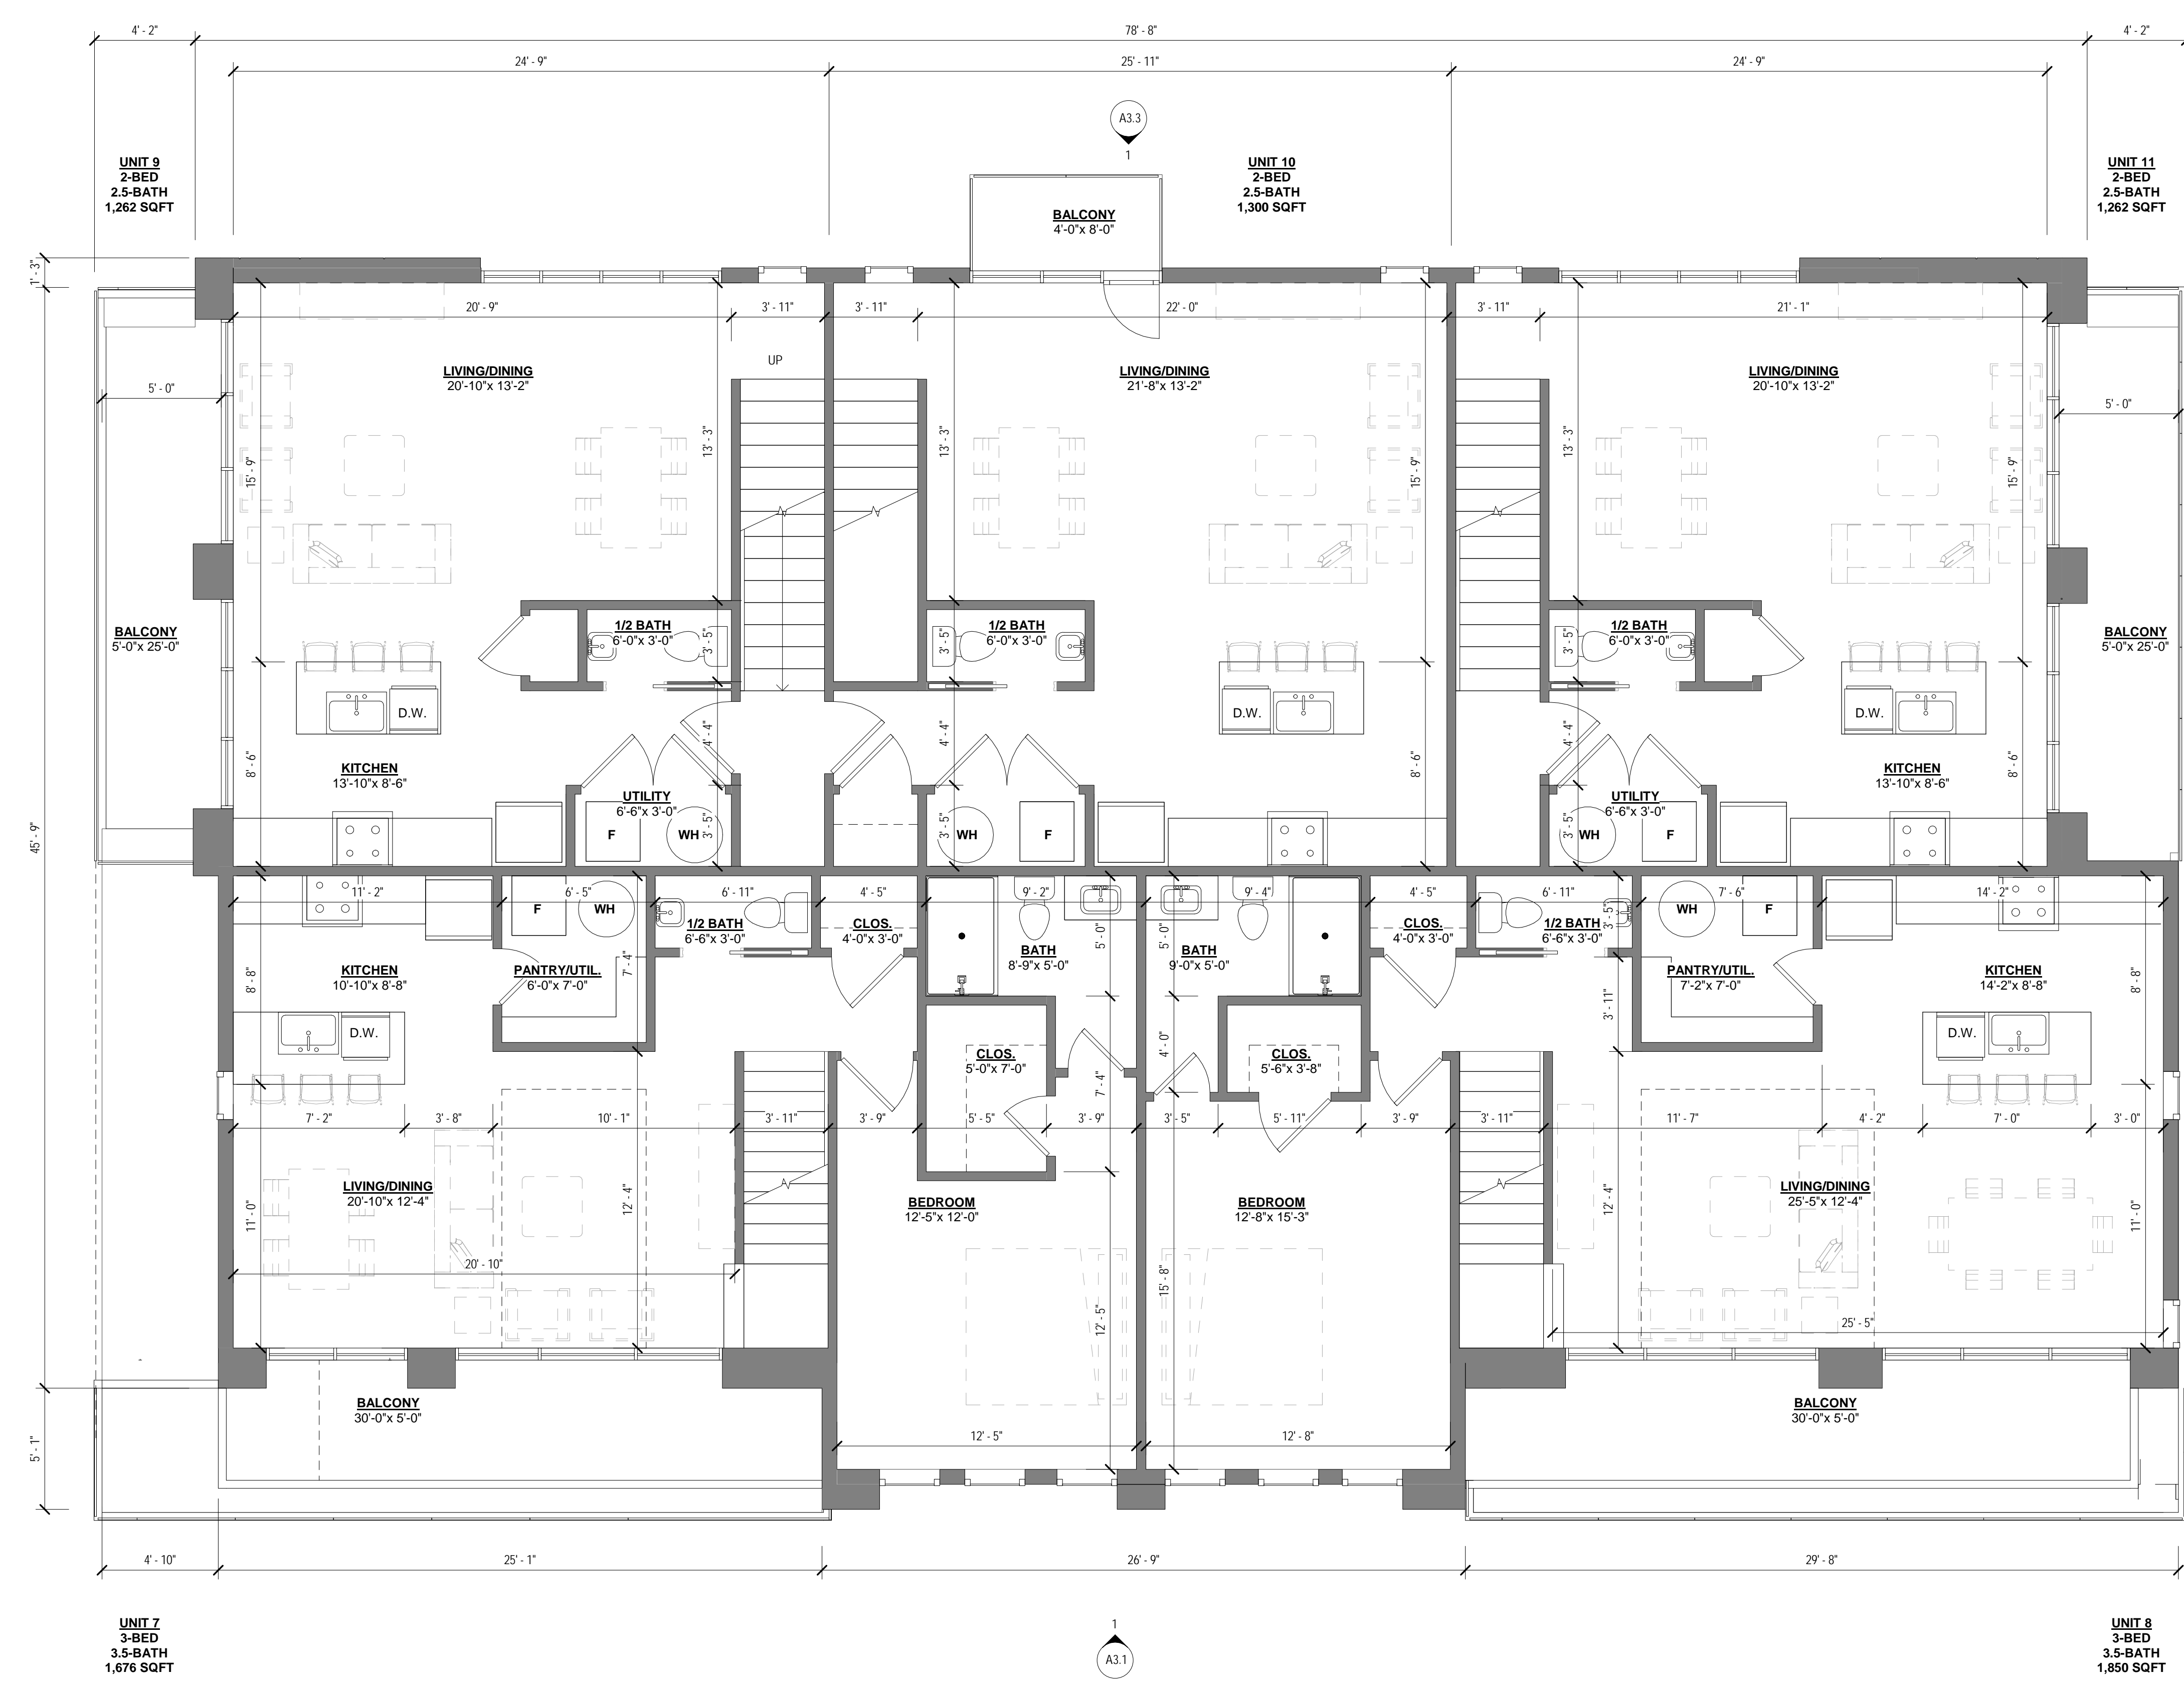 4' - 2"
78' - 8"
4' - 2"
24' - 9"
25' - 11"
24' - 9"
A3.3
1
UNIT 9
2-BED
2.5-BATH
1,262 SQFT
UNIT 10
2-BED
2.5-BATH
1,300 SQFT
UNIT 11
2-BED
2.5-BATH
1,262 SQFT
BALCONY
4'-0"x 8'-0"
1' - 3"
20' - 9"
3' - 11"
3' - 11"
22' - 0"
3' - 11"
21' - 1"
UP
LIVING/DINING
20'-10"x 13'-2"
LIVING/DINING
21'-8"x 13'-2"
LIVING/DINING
20'-10"x 13'-2"
5' - 0"
5' - 0"
15' - 9"
13' - 3"
13' - 3"
15' - 9"
13' - 3"
15' - 9"
BALCONY
5'-0"x 25'-0"
1/2 BATH
6'-0"x 3'-0"
3' - 5"
1/2 BATH
6'-0"x 3'-0"
3' - 5"
1/2 BATH
6'-0"x 3'-0"
3' - 5"
BALCONY
5'-0"x 25'-0"
D.W.
D.W.
D.W.
4' - 4"
4' - 4"
4' - 4"
8' - 6"
8' - 6"
8' - 6"
KITCHEN
13'-10"x 8'-6"
KITCHEN
13'-10"x 8'-6"
UTILITY
6'-6"x 3'-0"
UTILITY
6'-6"x 3'-0"
F
WH
3' - 5"
3' - 5"
WH
F
3' - 5"
WH
F
45' - 9"
11' - 2"
6' - 5"
6' - 11"
4' - 5"
9' - 2"
9' - 4"
4' - 5"
6' - 11"
7' - 6"
14' - 2"
F
WH
1/2 BATH
6'-6"x 3'-0"
CLOS.
4'-0"x 3'-0"
BATH
8'-9"x 5'-0"
5' - 0"
5' - 0"
BATH
9'-0"x 5'-0"
CLOS.
4'-0"x 3'-0"
1/2 BATH
6'-6"x 3'-0"
3' - 5"
WH
F
8' - 8"
KITCHEN
10'-10"x 8'-8"
PANTRY/UTIL.
6'-0"x 7'-0"
7' - 4"
PANTRY/UTIL.
7'-2"x 7'-0"
KITCHEN
14'-2"x 8'-8"
8' - 8"
3' - 11"
D.W.
D.W.
CLOS.
5'-0"x 7'-0"
4' - 0"
CLOS.
5'-6"x 3'-8"
7' - 4"
7' - 2"
3' - 8"
10' - 1"
3' - 11"
3' - 9"
5' - 5"
3' - 9"
3' - 5"
5' - 11"
3' - 9"
3' - 11"
11' - 7"
4' - 2"
7' - 0"
3' - 0"
LIVING/DINING
20'-10"x 12'-4"
LIVING/DINING
25'-5"x 12'-4"
11' - 0"
12' - 4"
12' - 4"
11' - 0"
BEDROOM
12'-5"x 12'-0"
BEDROOM
12'-8"x 15'-3"
20' - 10"
15' - 8"
12' - 5"
25' - 5"
BALCONY
30'-0"x 5'-0"
BALCONY
30'-0"x 5'-0"
12' - 5"
12' - 8"
5' - 1"
4' - 10"
25' - 1"
26' - 9"
29' - 8"
UNIT 7
3-BED
3.5-BATH
1,676 SQFT
1
A3.1
UNIT 8
3-BED
3.5-BATH
1,850 SQFT